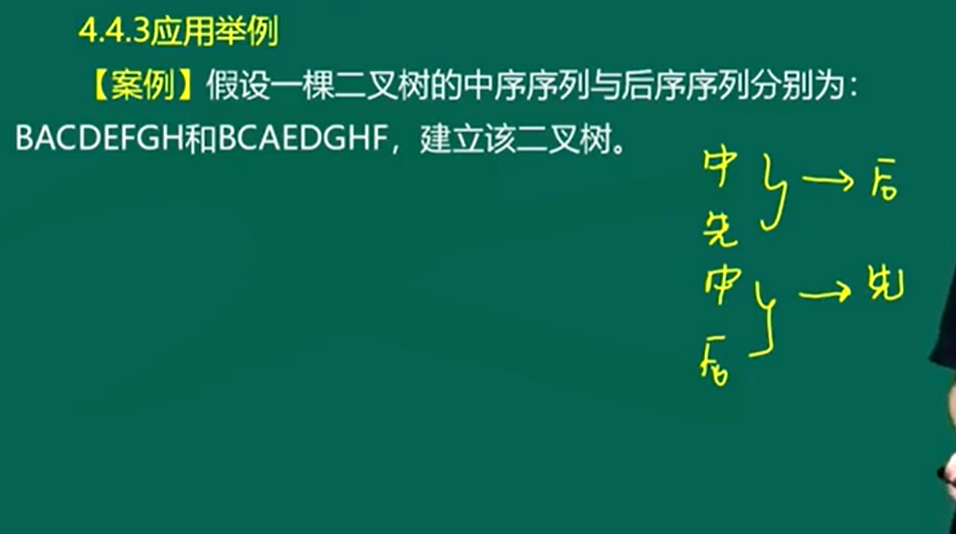 4.4.3应用举例
【案例】假设一棵二叉树的中序序列与后序序列分别为：
BACDEFGH和BCAEDGHF，建立该二叉树。
中 → 后
先
中 → 先
后